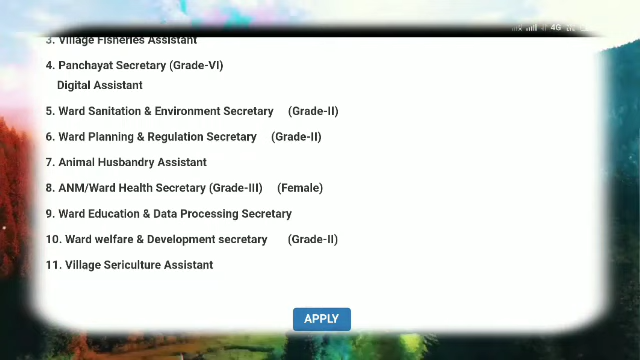 3. Village Fisheries Assistant
4. Panchayat Secretary (Grade-VI)
Digital Assistant
5. Ward Sanitation & Environment Secretary (Grade-II)
6. Ward Planning & Regulation Secretary (Grade-II)
7. Animal Husbandry Assistant
8. ANM/Ward Health Secretary (Grade-III) (Female)
9. Ward Education & Data Processing Secretary
10. Ward welfare & Development secretary (Grade-II)
11. Village Sericulture Assistant
APPLY